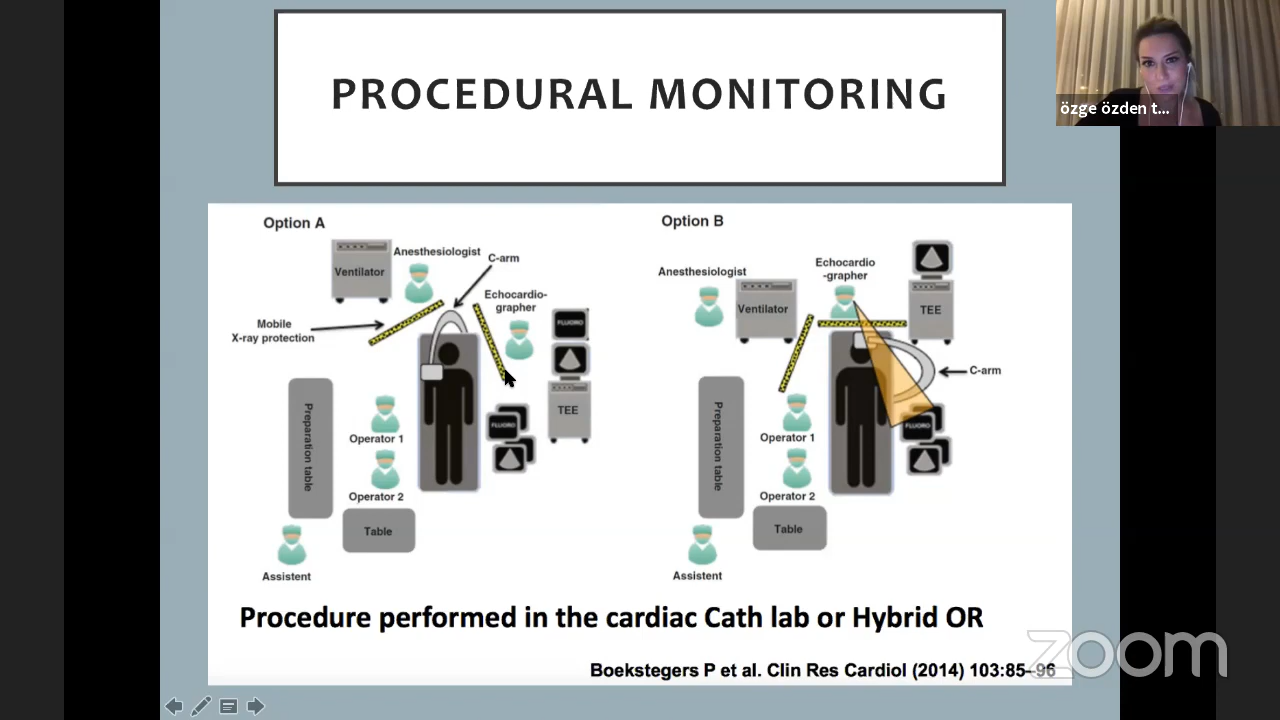 PROCEDURAL MONITORING
özge özden t...
Option A
Ventilator
Anesthesiologist
C-arm
Echocardio-
grapher
Mobile
X-ray protection
FLUORO
TEE
Preparation table
Operator 1
FLUORO
Operator 2
Table
Assistent
Option B
Anesthesiologist
Ventilator
Echocardio
-grapher
TEE
C-arm
Preparation table
Operator 1
FLUORO
Operator 2
Table
Assistent
Procedure performed in the cardiac Cath lab or Hybrid OR
Boekstegers P et al. Clin Res Cardiol (2014) 103:85–96
zoom